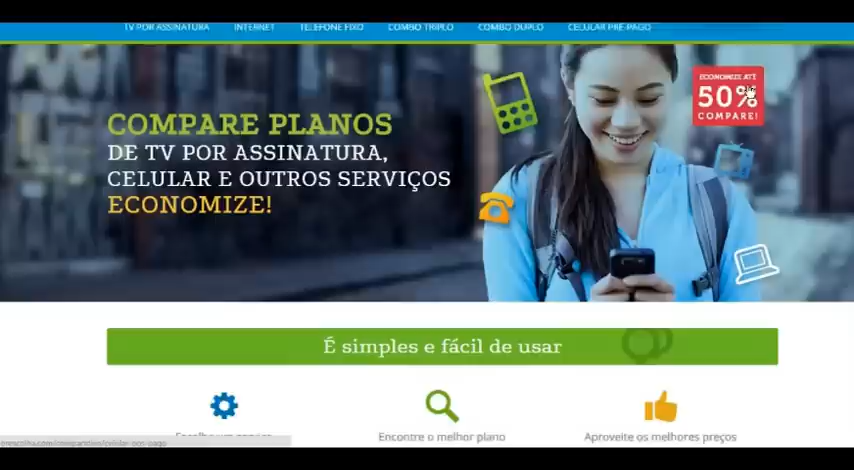 TV POR ASSINATURA INTERNET TELEFONE FIXO COMBO TRIPLO COMBO DUPLO CELULAR PRÉ-PAGO
ECONOMIZE ATÉ
50%
COMPARE!
COMPARE PLANOS
DE TV POR ASSINATURA,
CELULAR E OUTROS SERVIÇOS
ECONOMIZE!
É simples e fácil de usar
Encontre o melhor plano
Aproveite os melhores preços